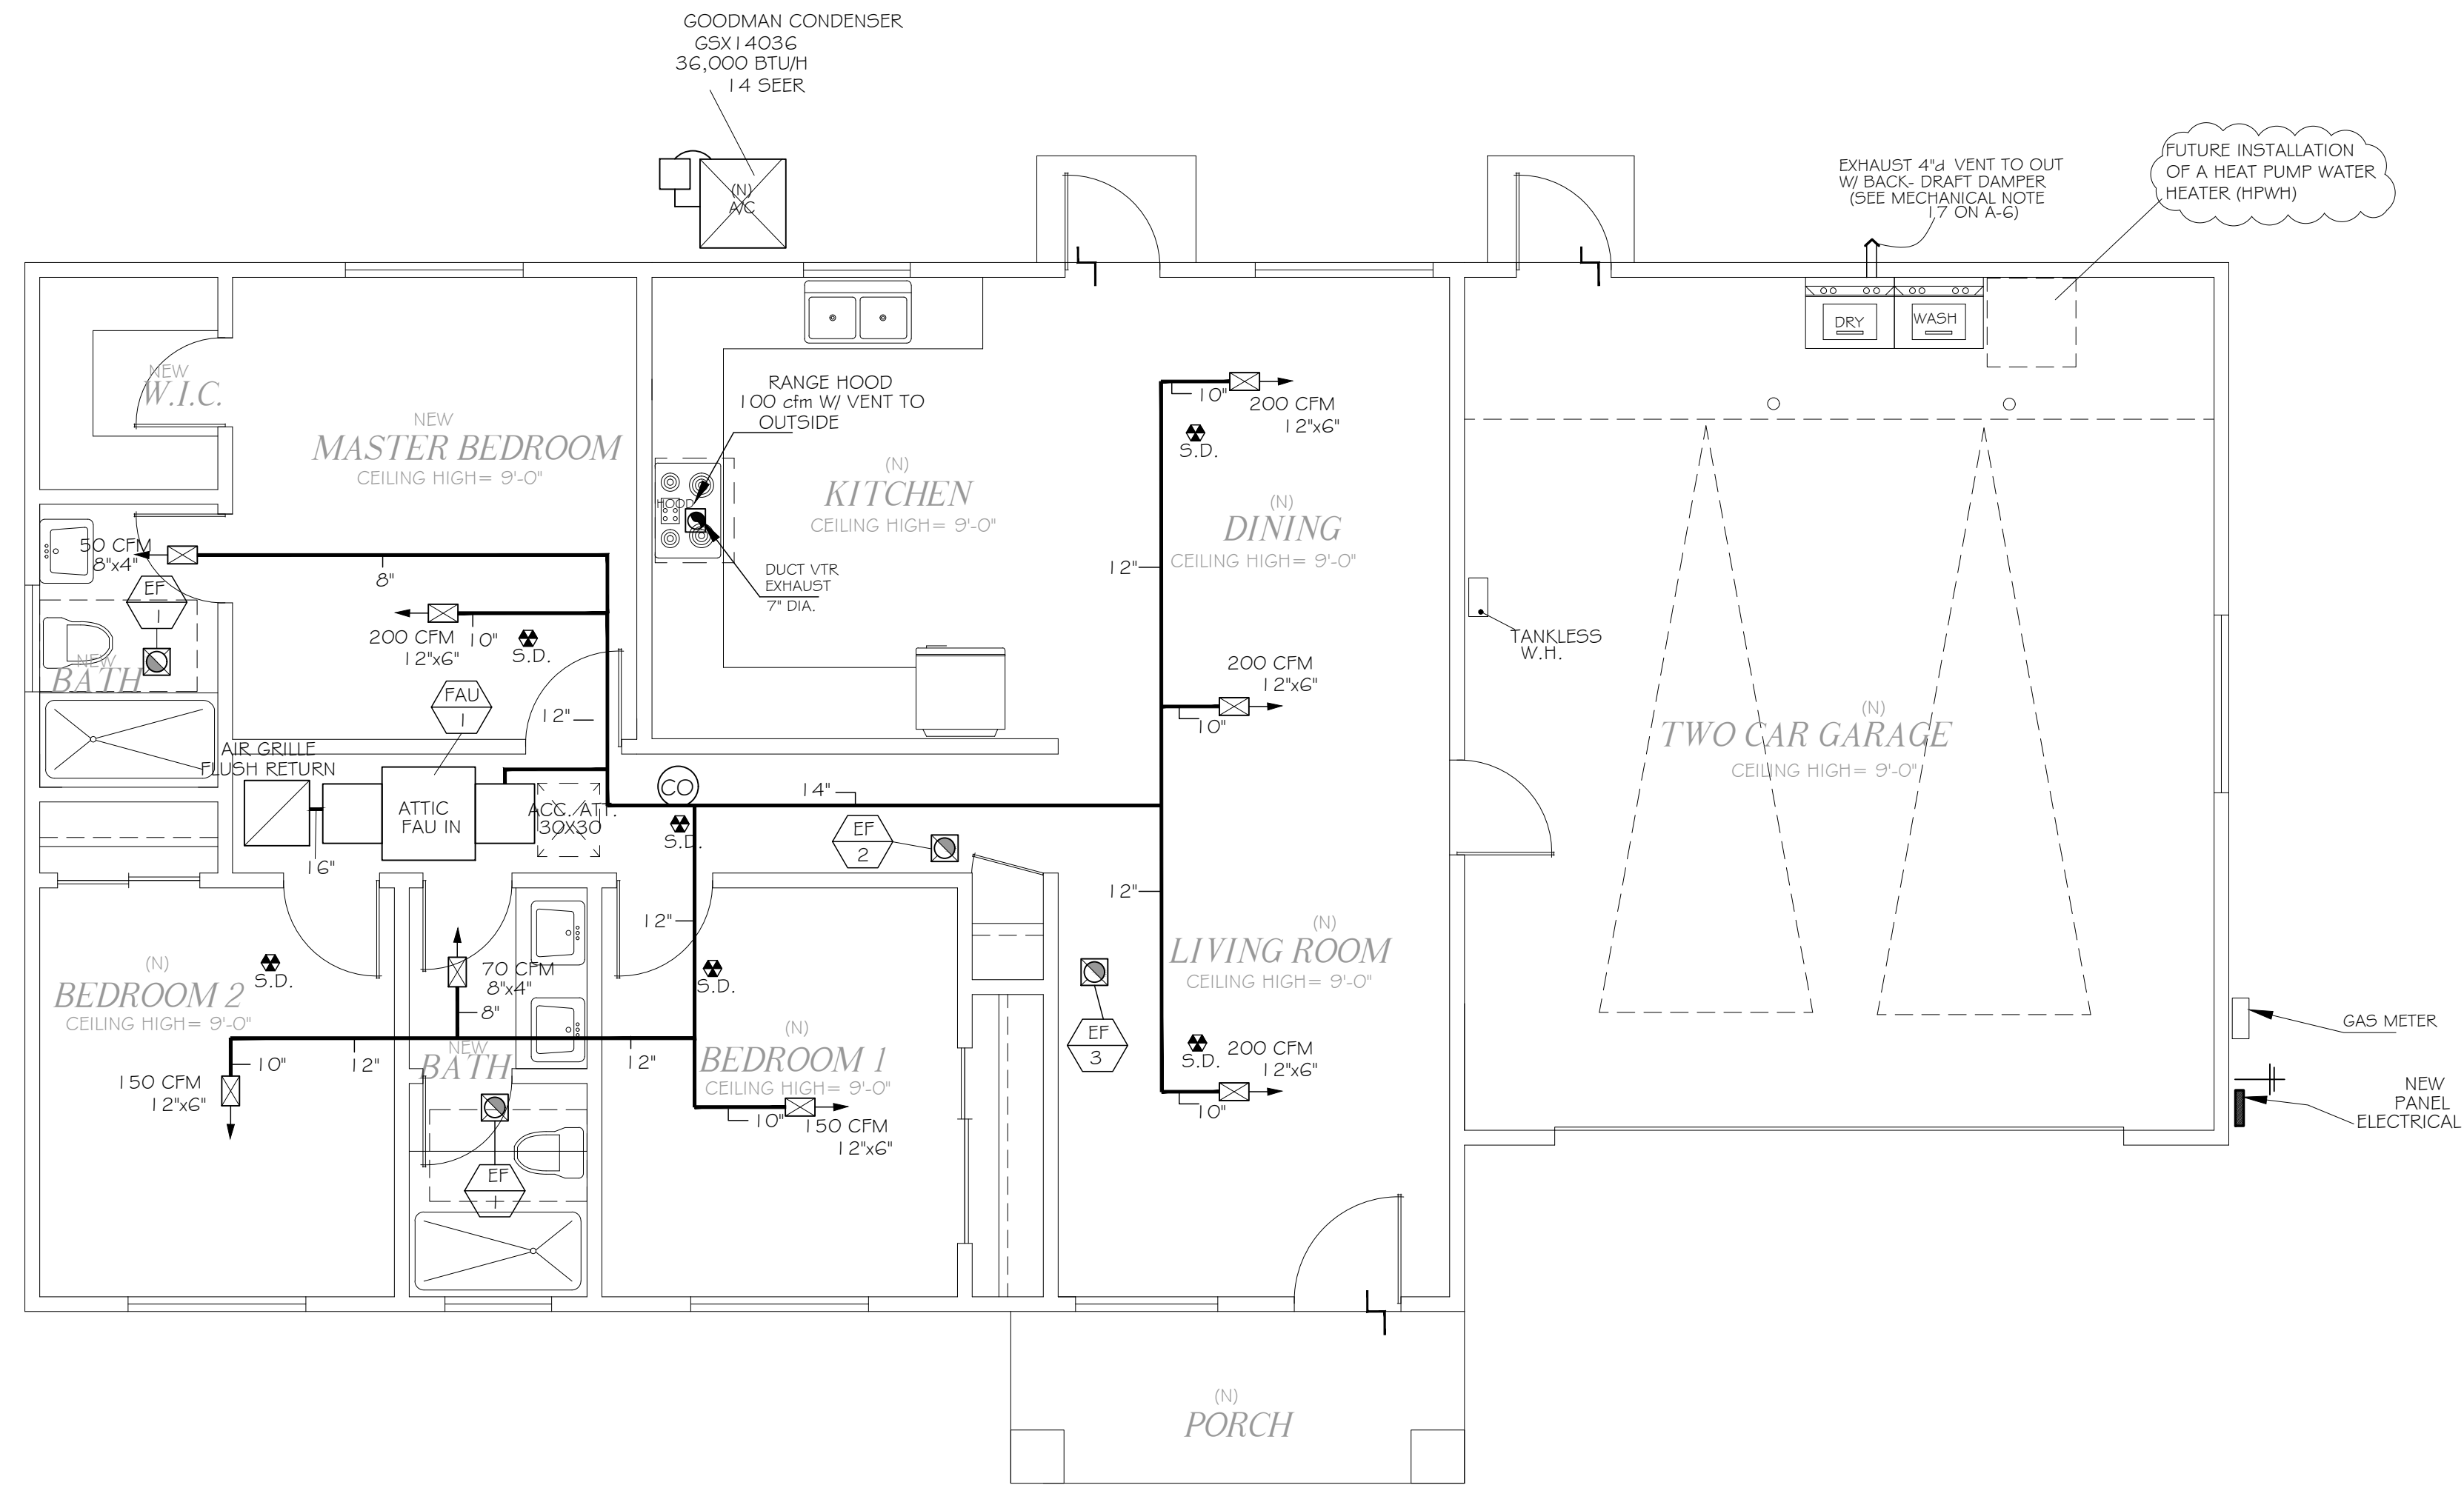 GOODMAN CONDENSER
GSX14036
36,000 BTU/H
14 SEER
(N)
A/C
EXHAUST 4"d VENT TO OUT
W/ BACK- DRAFT DAMPER
(SEE MECHANICAL NOTE
17 ON A-6)
FUTURE INSTALLATION
OF A HEAT PUMP WATER
HEATER (HPWH)
DRY
WASH
NEW
W.I.C.
NEW
MASTER BEDROOM
CEILING HIGH= 9'-0"
RANGE HOOD
100 cfm W/ VENT TO
OUTSIDE
HOOD
(N)
KITCHEN
CEILING HIGH= 9'-0"
DUCT VTR
EXHAUST
7" DIA.
10"
200 CFM
12"x6"
S.D.
(N)
DINING
CEILING HIGH= 9'-0"
12"
50 CFM
8"x4"
8"
EF
1
200 CFM
12"x6"
10"
S.D.
NEW
BATH
FAU
1
12"
200 CFM
12"x6"
10"
TANKLESS
W.H.
(N)
TWO CAR GARAGE
CEILING HIGH= 9'-0"
AIR GRILLE
FLUSH RETURN
16"
ATTIC
FAU IN
ACC. ATT.
30X30
CO
S.D.
14"
EF
2
12"
12"
(N)
BEDROOM 2
CEILING HIGH= 9'-0"
S.D.
70 CFM
8"x4"
8"
S.D.
(N)
LIVING ROOM
CEILING HIGH= 9'-0"
EF
3
S.D.
200 CFM
12"x6"
10"
150 CFM
12"x6"
10"
12"
NEW
BATH
12"
(N)
BEDROOM 1
CEILING HIGH= 9'-0"
10"
150 CFM
12"x6"
EF
1
GAS METER
NEW
PANEL
ELECTRICAL
(N)
PORCH